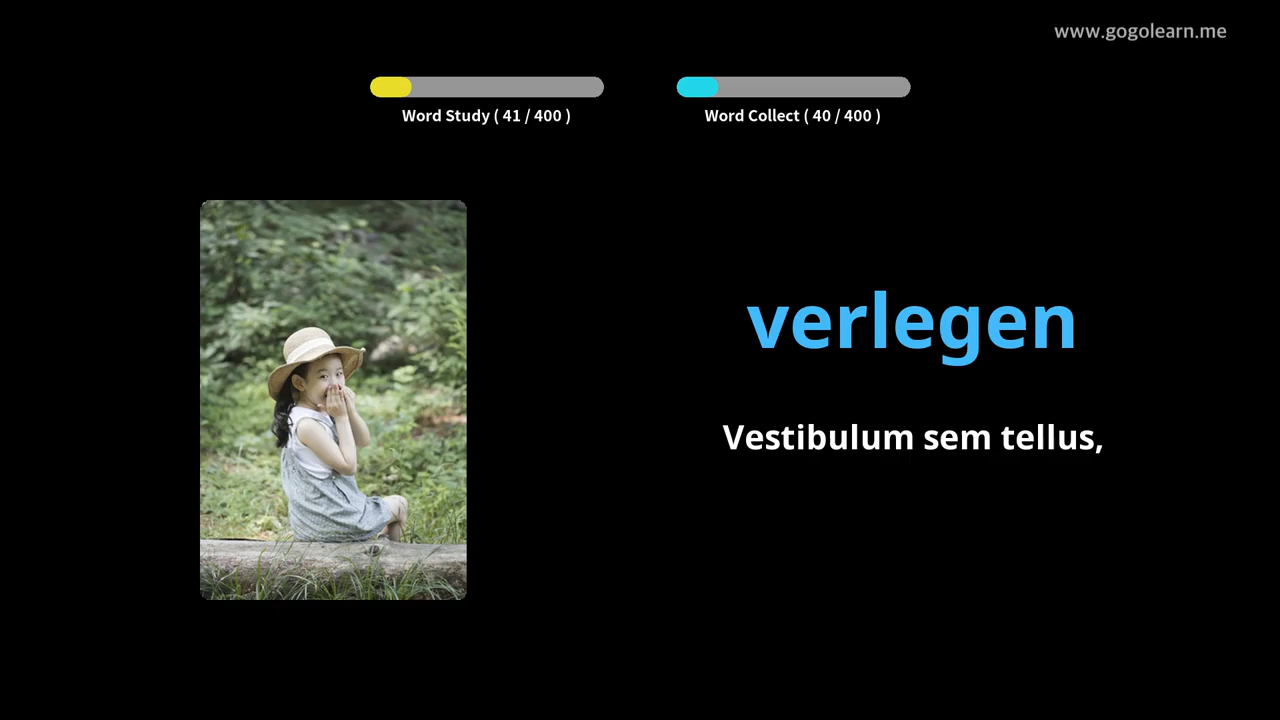 www.gogolearn.me
Word Study ( 41 / 400 )
Word Collect ( 40 / 400 )
verlegen
Vestibulum sem tellus,